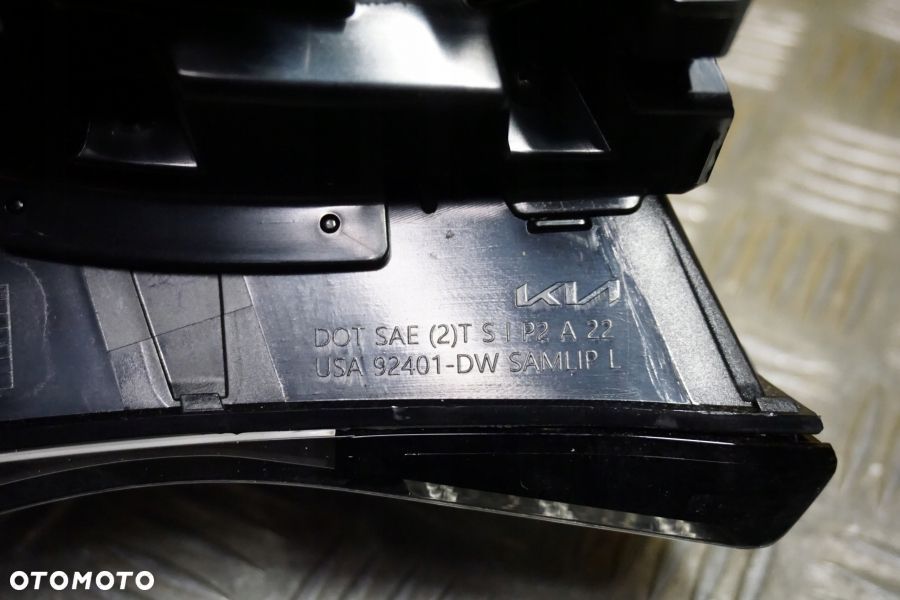 KIA
DOT SAE (2)T S I P2 A 22
USA 92401-DW SAMLIP L
OTOMOTO